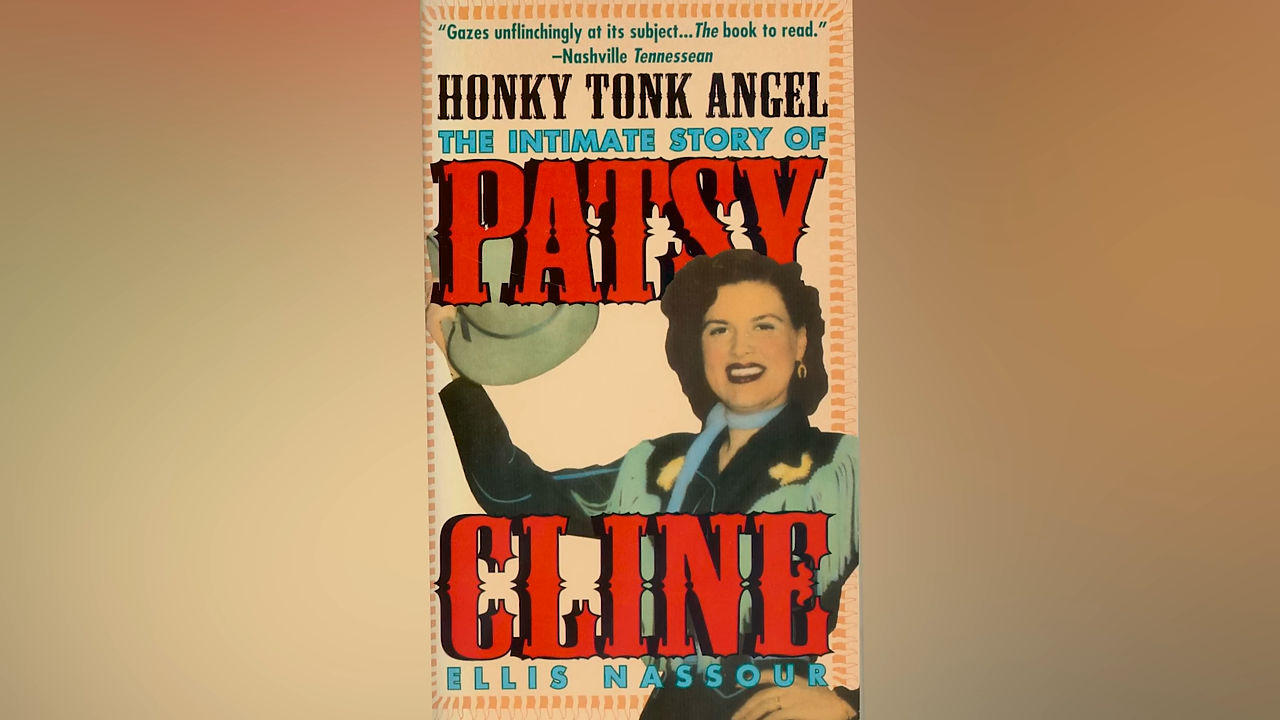 “Gazes unflinchingly at its subject...The book to read.”
–Nashville Tennessean
HONKY TONK ANGEL
THE INTIMATE STORY OF
PATSY
CLINE
ELLIS NASSOUR